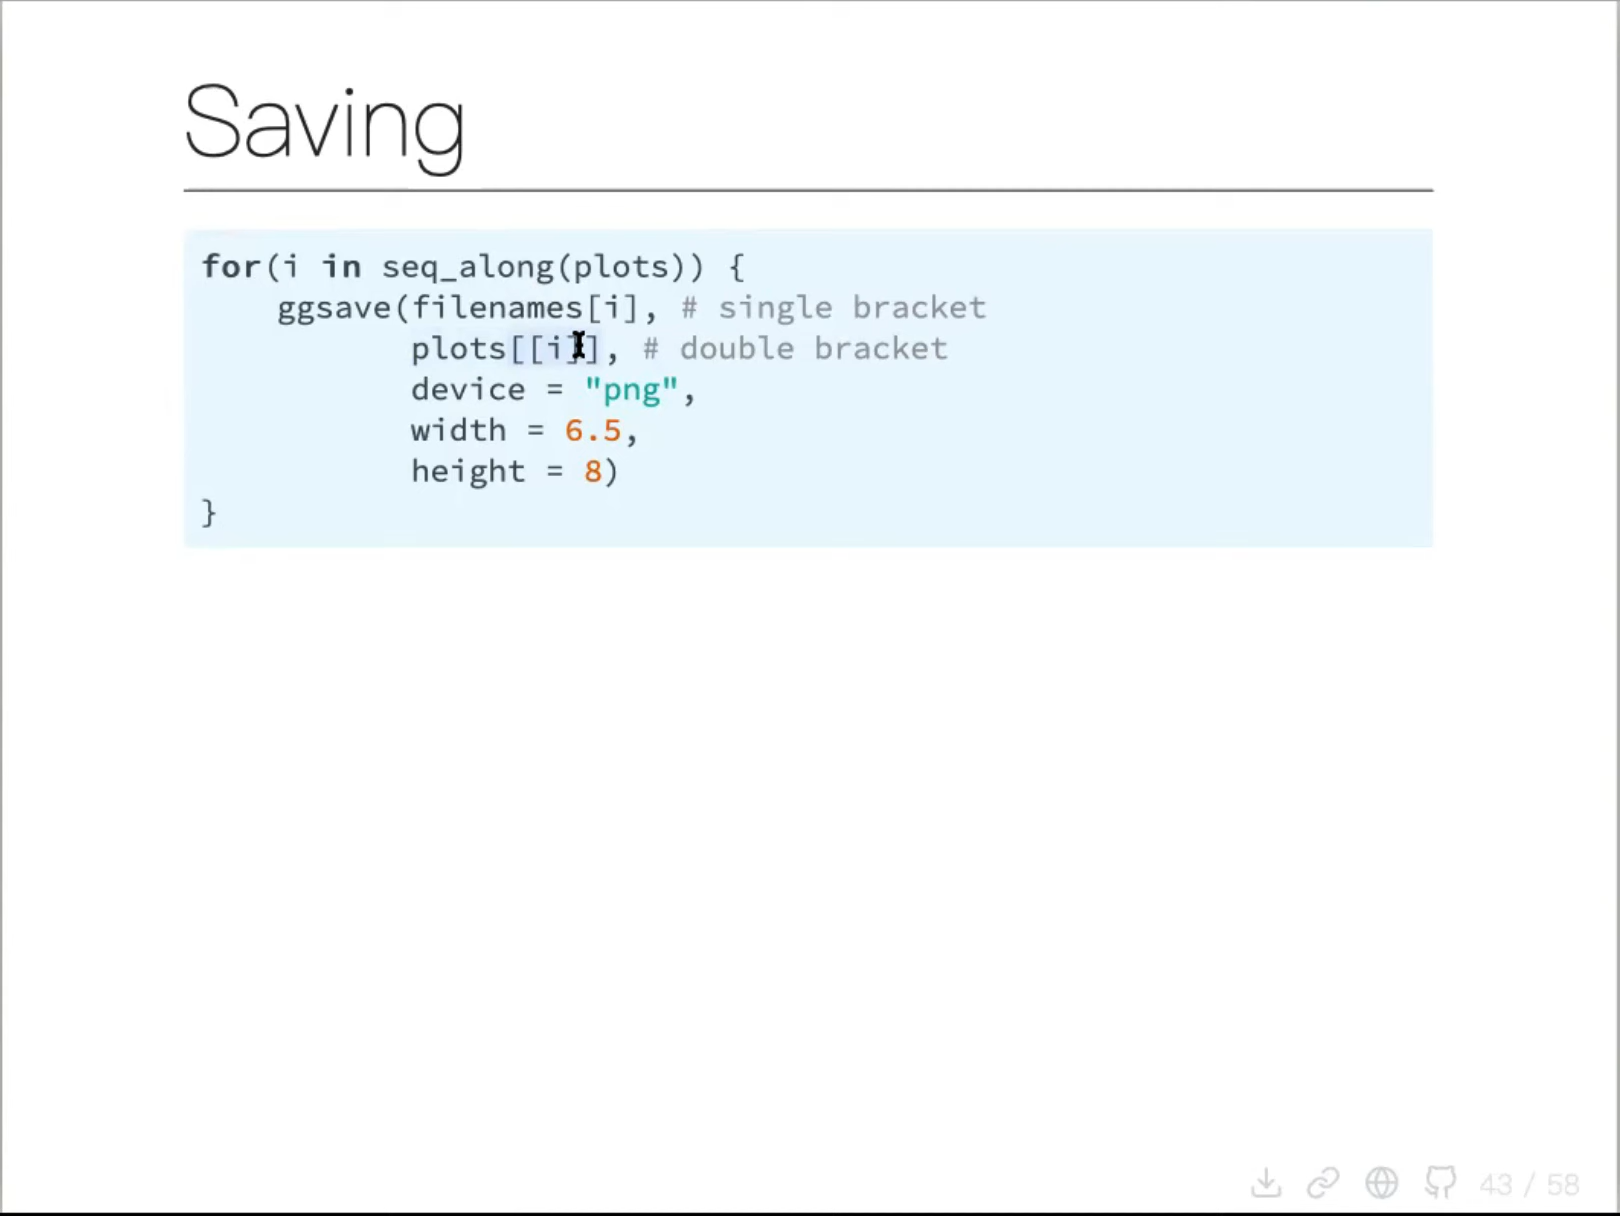 Saving
for(i in seq_along(plots)) {
    ggsave(filenames[i], # single bracket
           plots[[i]], # double bracket
           device = "png",
           width = 6.5,
           height = 8)
}
43 / 58